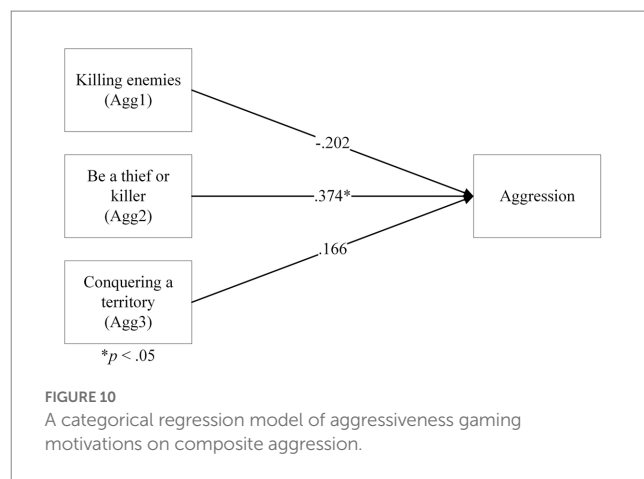 Killing enemies
(Agg1)
-.202
Be a thief or
killer
(Agg2)
.374*
Aggression
.166
Conquering a
territory
(Agg3)
*p < .05
FIGURE 10
A categorical regression model of aggressiveness gaming
motivations on composite aggression.